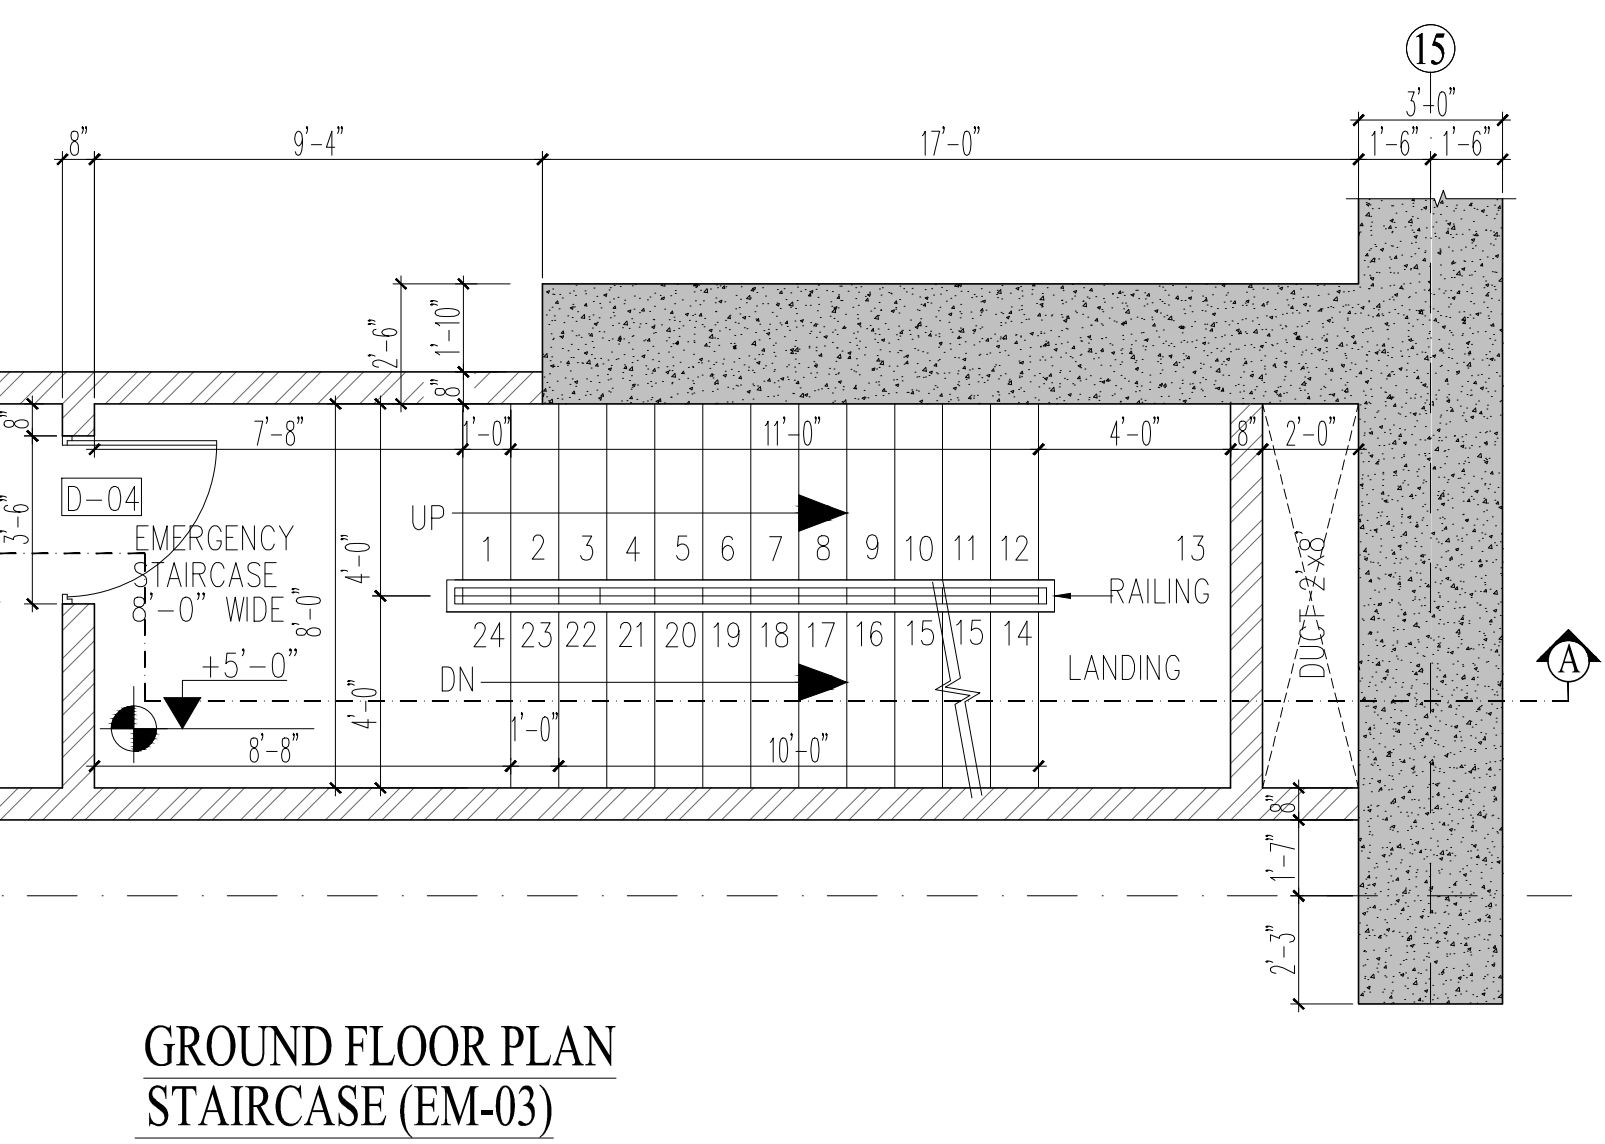 15
3'-0"
8"
9'-4"
17'-0"
1'-6"
1'-6"
2'-6"
1'-10"
8"
8"
7'-8"
1'-0"
11'-0"
4'-0"
8"
2'-0"
3'-6"
D-04
UP
EMERGENCY
STAIRCASE
8'-0" WIDE
8'-0"
4'-0"
1 2 3 4 5 6 7 8 9 10 11 12 13
RAILING
DUCT 2'x8'
24 23 22 21 20 19 18 17 16 15 15 14
LANDING
A
+5'-0"
DN
4'-0"
1'-0"
8'-8"
10'-0"
8"
1'-7"
2'-3"
GROUND FLOOR PLAN
STAIRCASE (EM-03)